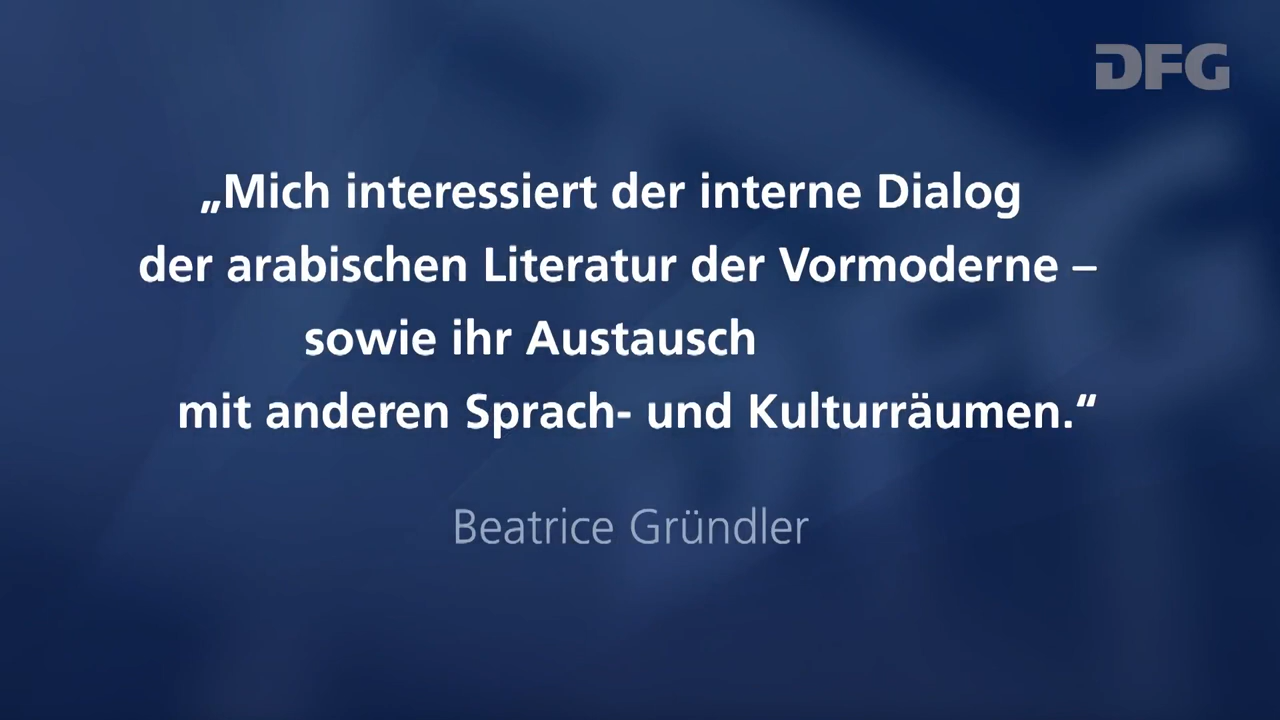 DFG
„Mich interessiert der interne Dialog
der arabischen Literatur der Vormoderne –
sowie ihr Austausch
mit anderen Sprach- und Kulturräumen.“
Beatrice Gründler